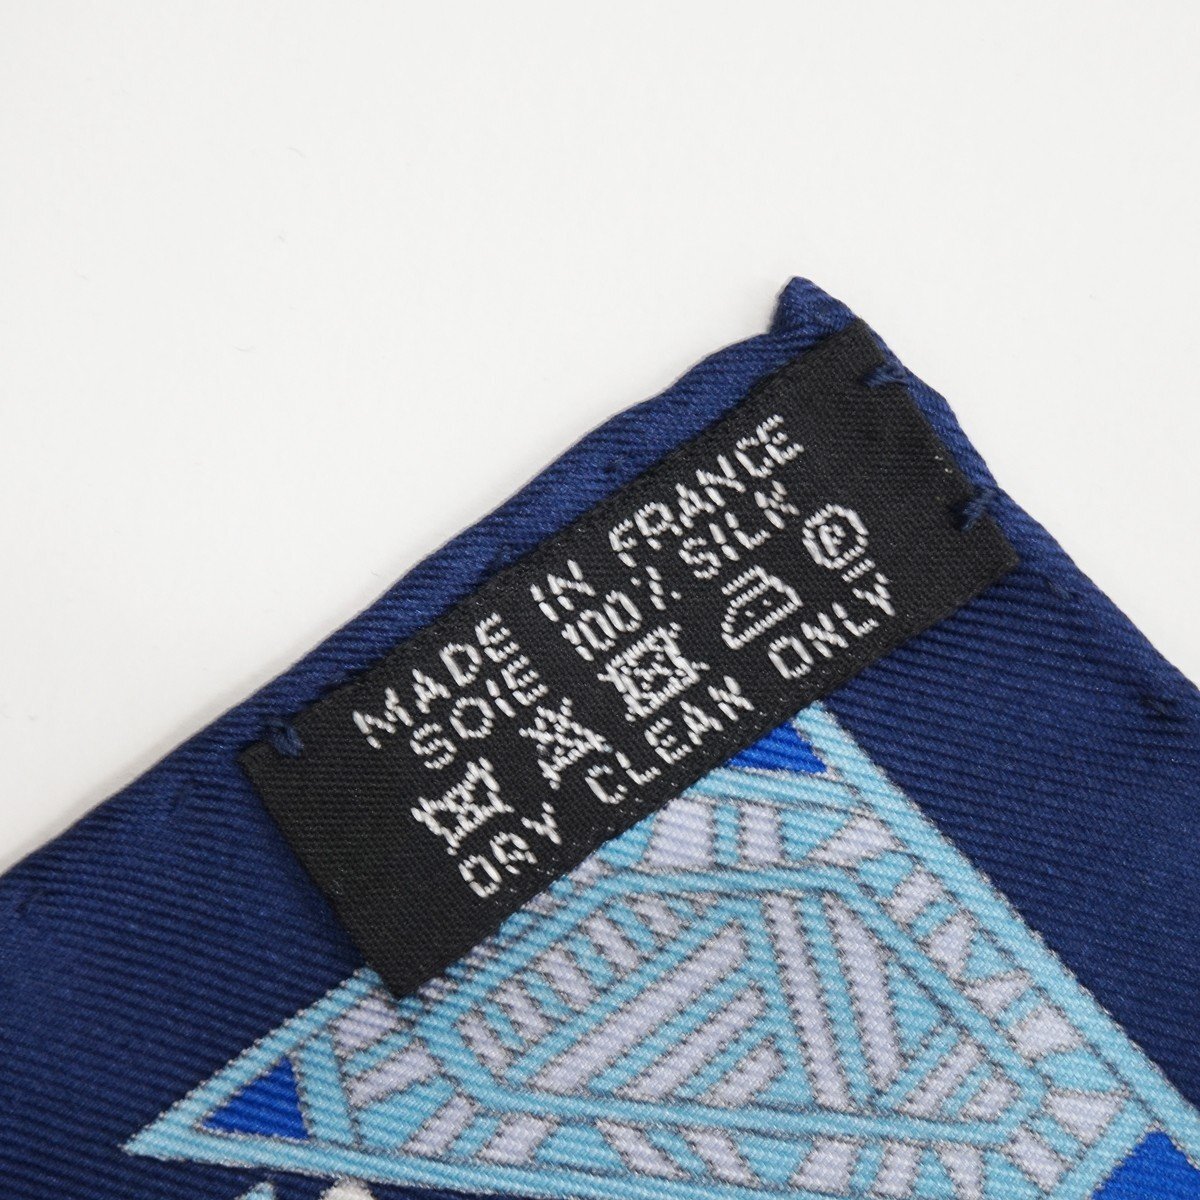 MADE IN FRANCE
SOIE 100% SILK
P
DRY CLEAN ONLY